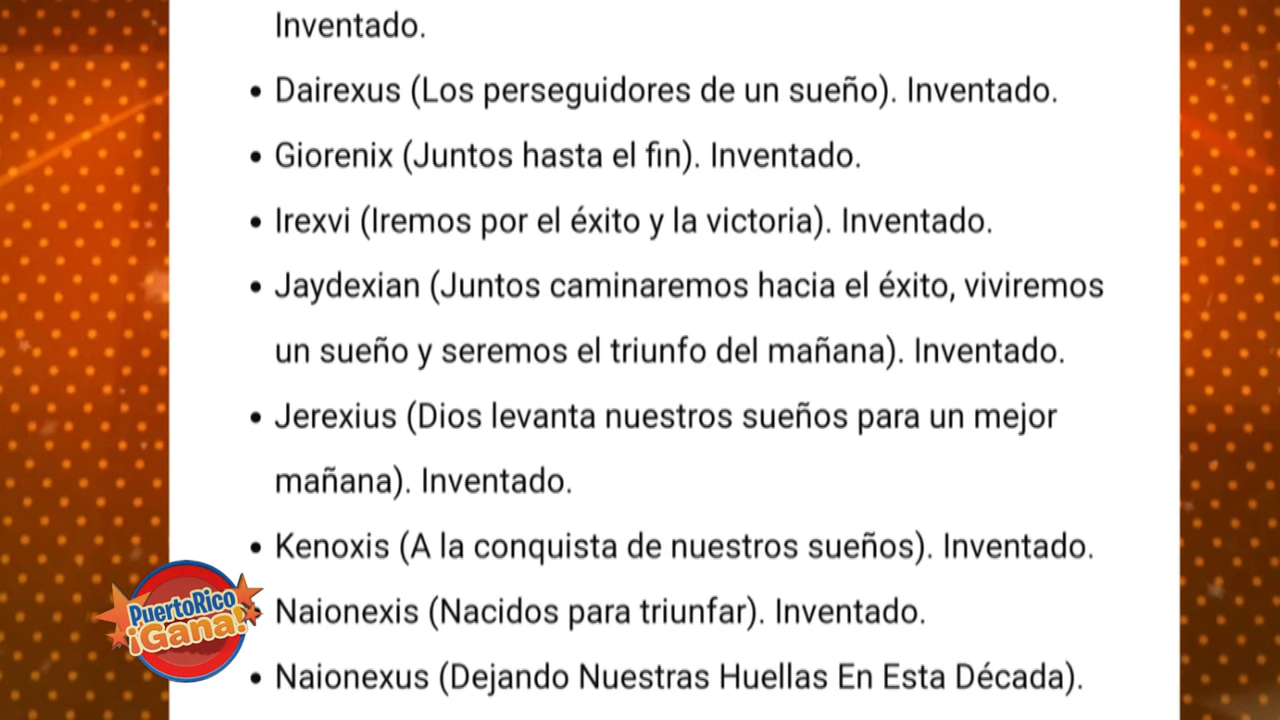 Inventado.
• Dairexus (Los perseguidores de un sueño). Inventado.
• Giorenix (Juntos hasta el fin). Inventado.
• Irexvi (Iremos por el éxito y la victoria). Inventado.
• Jaydexian (Juntos caminaremos hacia el éxito, viviremos
un sueño y seremos el triunfo del mañana). Inventado.
• Jerexius (Dios levanta nuestros sueños para un mejor
mañana). Inventado.
• Kenoxis (A la conquista de nuestros sueños). Inventado.
• Naionexis (Nacidos para triunfar). Inventado.
• Naionexus (Dejando Nuestras Huellas En Esta Década).
PuertoRico
¡Gana!